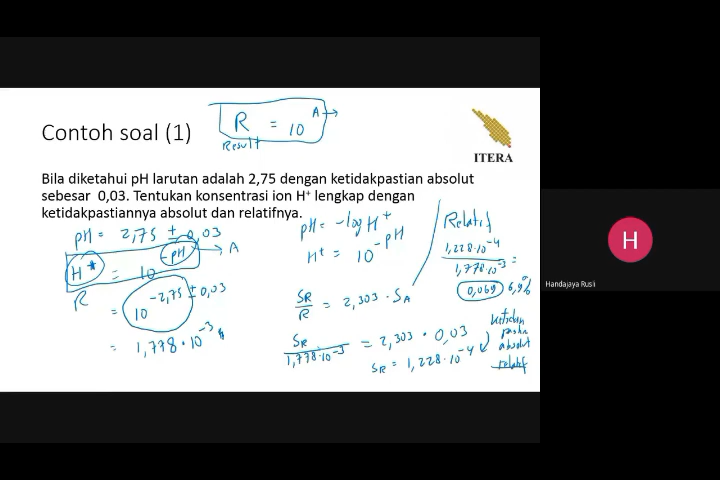 Contoh soal (1)
R = 10 A →
Result
ITERA
Bila diketahui pH larutan adalah 2,75 dengan ketidakpastian absolut
sebesar 0,03. Tentukan konsentrasi ion H⁺ lengkap dengan
ketidakpastiannya absolut dan relatifnya.
pH = 2,75 ± 0,03
H⁺ = 10^-pH → A
R
= 10^-2,75 ± 0,03
= 1,778 · 10^-3
pH = -log H⁺
H⁺ = 10^-pH
SR/R = 2,303 · SA
SR/1,778·10^-3 = 2,303 · 0,03
SR = 1,228 · 10^-4
Relatif
1,228·10^-4/1,778·10^-3 =
0,069 6,9%
ketidak
pastia
absolut
relatif
H
Handajaya Rusli